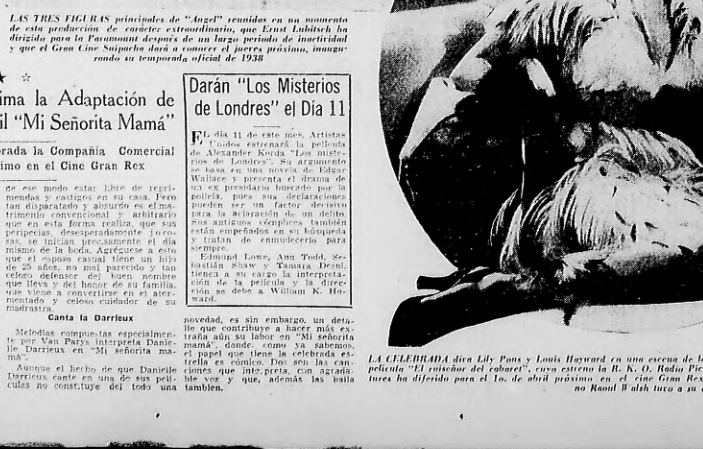 LAS TRES FIGURAS principales de "Angel" reunidas en un momento
de esta producción de carácter extraordinario, que Ernst Lubitsch ha
dirigido para la Paramount después de un largo período de inactividad
y que el Gran Cine Suipacha dará a conocer el jueves próximo, inaugu-
rando su temporada oficial de 1938
ima la Adaptación de
il "Mi Señorita Mamá"
orada la Compañía Comercial
imo en el Cine Gran Rex
de ese modo estar libre de repri-
mendas y castigos en su casa. Pero
tan disparatado y absurdo es el ma-
trimonio convencional y arbitrario
que en esta forma realiza, que sus
peripecias, desesperadamente joco-
sas, se inician precisamente el día
mismo de la boda. Agréguese a esto
que el esposo casual tiene un hijo
de 25 años, no mal parecido y tan
celoso defensor del buen nombre
que lleva y del honor de su familia,
que viene a convertirse en el ator-
mentado y celoso cuidador de su
madrastra.
Canta la Darrieux
Melodías compuestas especialmen-
te por Van Parys interpreta Danie-
lle Darrieux en "Mi señorita ma-
má".
Aunque el hecho de que Danielle
Darrieux cante en una de sus pelí-
culas no constituye del todo una
Darán "Los Misterios
de Londres" el Día 11
EL día 11 de este mes, Artistas
Unidos estrenará la película
de Alexander Korda "Los miste-
rios de Londres". Su argumento
se basa en una novela de Edgar
Wallace y presenta el drama de
un ex presidario buscado por la
policía, pues sus declaraciones
pueden ser un factor decisivo
para la aclaración de un delito.
Sus antiguos cómplices también
están empeñados en su búsqueda
y tratan de enmudecerlo para
siempre.
Edmund Lowe, Ann Todd, Se-
bastián Shaw y Tamara Desni,
tienen a su cargo la interpreta-
ción de la película y la direc-
ción se debe a William K. Ho-
ward.
novedad, es sin embargo, un deta-
lle que contribuye a hacer más ex-
traña aún su labor en "Mi señorita
mamá", donde, como ya sabemos,
el papel que tiene la celebrada es-
trella es cómico. Dos son las can-
ciones que interpreta, con agrada-
ble voz y que, además las baila
también.
LA CELEBRADA diva Lily Pons y Louis Hayward en una escena de la
película "El ruiseñor del cabaret", cuyo estreno la R. K. O. Radio Pic
tures ha diferido para el 1o. de abril próximo en el cine Gran Rex
no Raoul Walsh tuvo a su